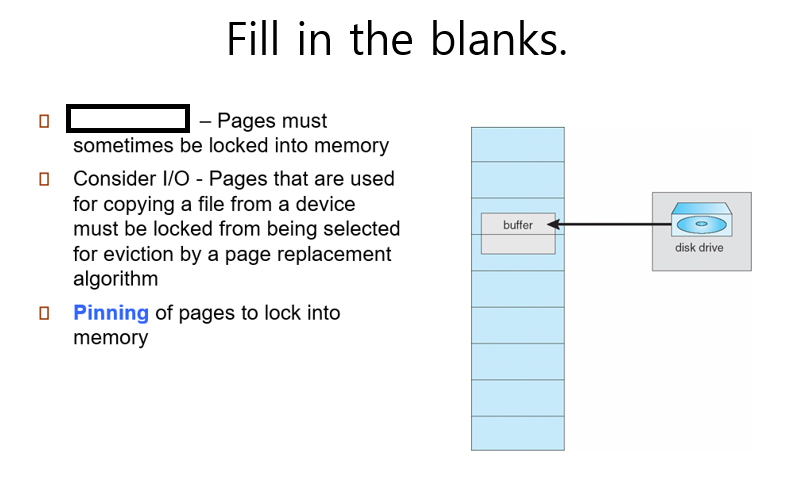 Fill in the blanks.
– Pages must
sometimes be locked into memory
Consider I/O - Pages that are used
for copying a file from a device
must be locked from being selected
for eviction by a page replacement
algorithm
Pinning of pages to lock into
memory
buffer
disk drive